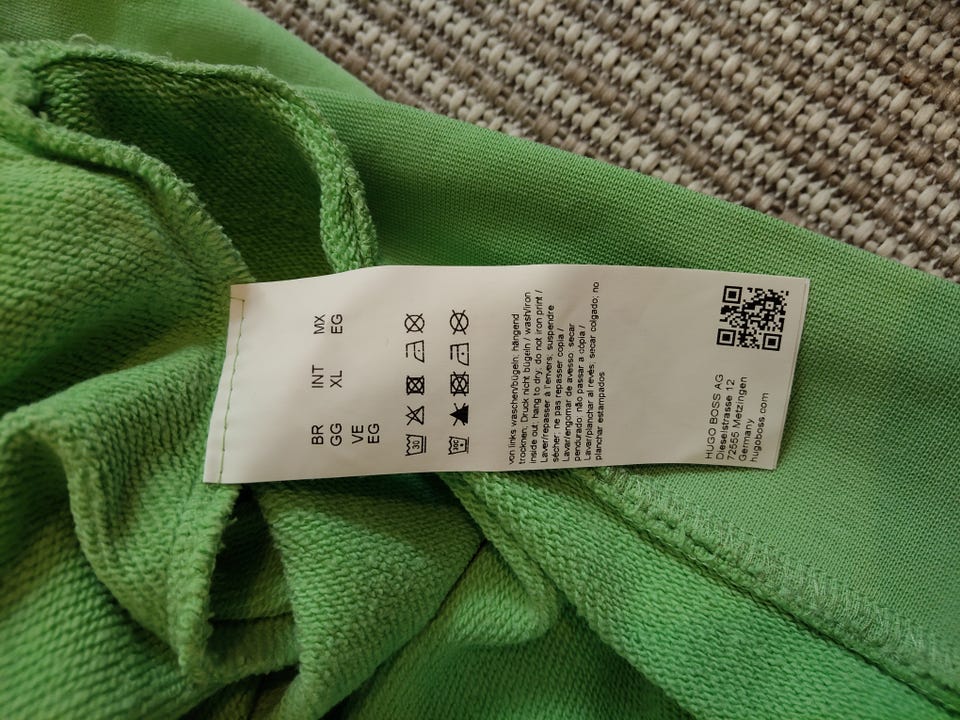 BR INT MX
GG XL EG
VE
EG
30
von links waschen/bügeln; hängend
trocknen; Druck nicht bügeln / wash/iron
inside out; hang to dry; do not iron print /
Laver/repasser à l'envers; suspendre
sécher; ne pas repasser copia /
Lavar/engomar de avesso; secar
pendurado; não passar a cópia /
Lavar/planchar al revés; secar colgado; no
planchar estampados
HUGO BOSS AG
Dieselstrasse 12
72555 Metzingen
Germany
hugoboss.com